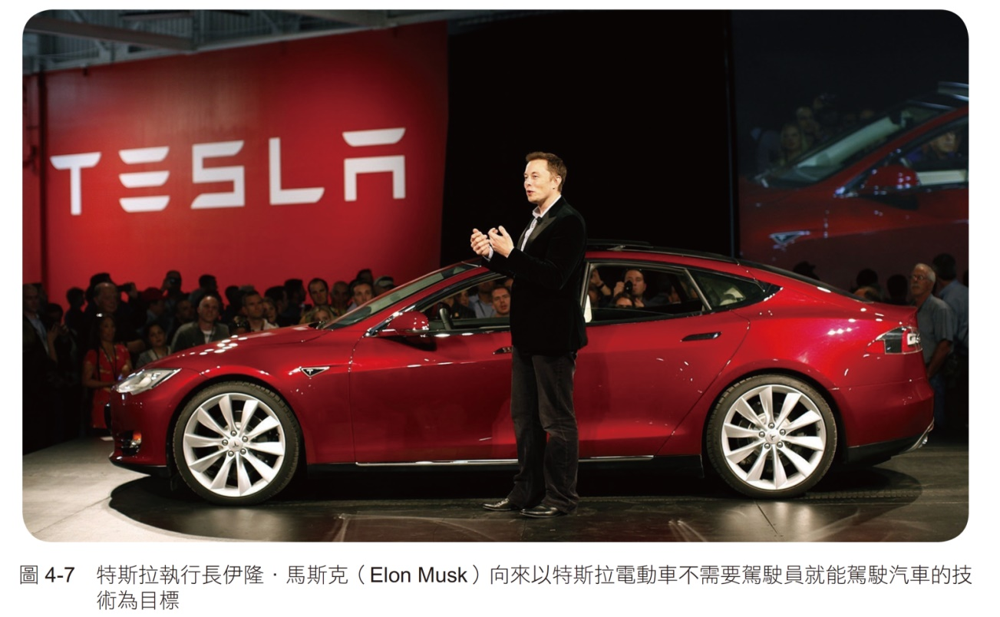 TESLA
圖 4-7 特斯拉執行長伊隆．馬斯克（Elon Musk）向來以特斯拉電動車不需要駕駛員就能駕駛汽車的技
術為目標